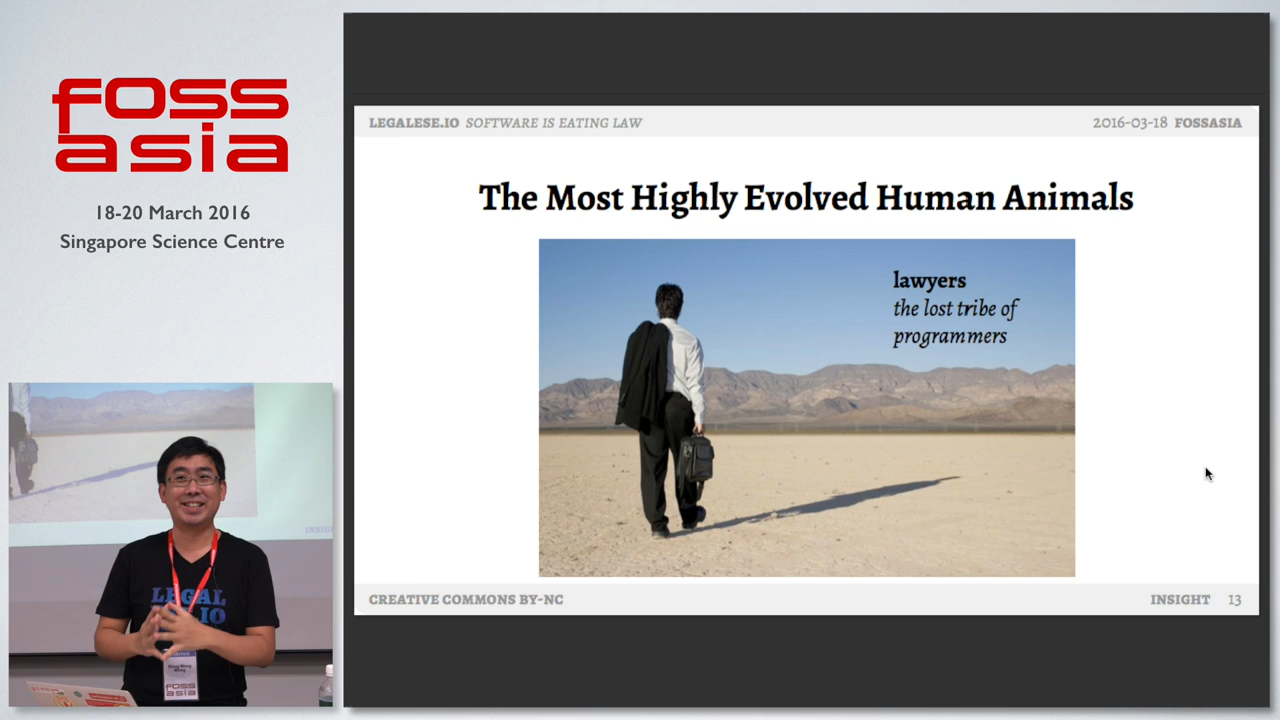 foss
asia
18-20 March 2016
Singapore Science Centre
LEGALESE.IO SOFTWARE IS EATING LAW
2016-03-18 FOSSASIA
The Most Highly Evolved Human Animals
lawyers
the lost tribe of
programmers
CREATIVE COMMONS BY-NC
INSIGHT 13
LEGAL
IO
foss
asia